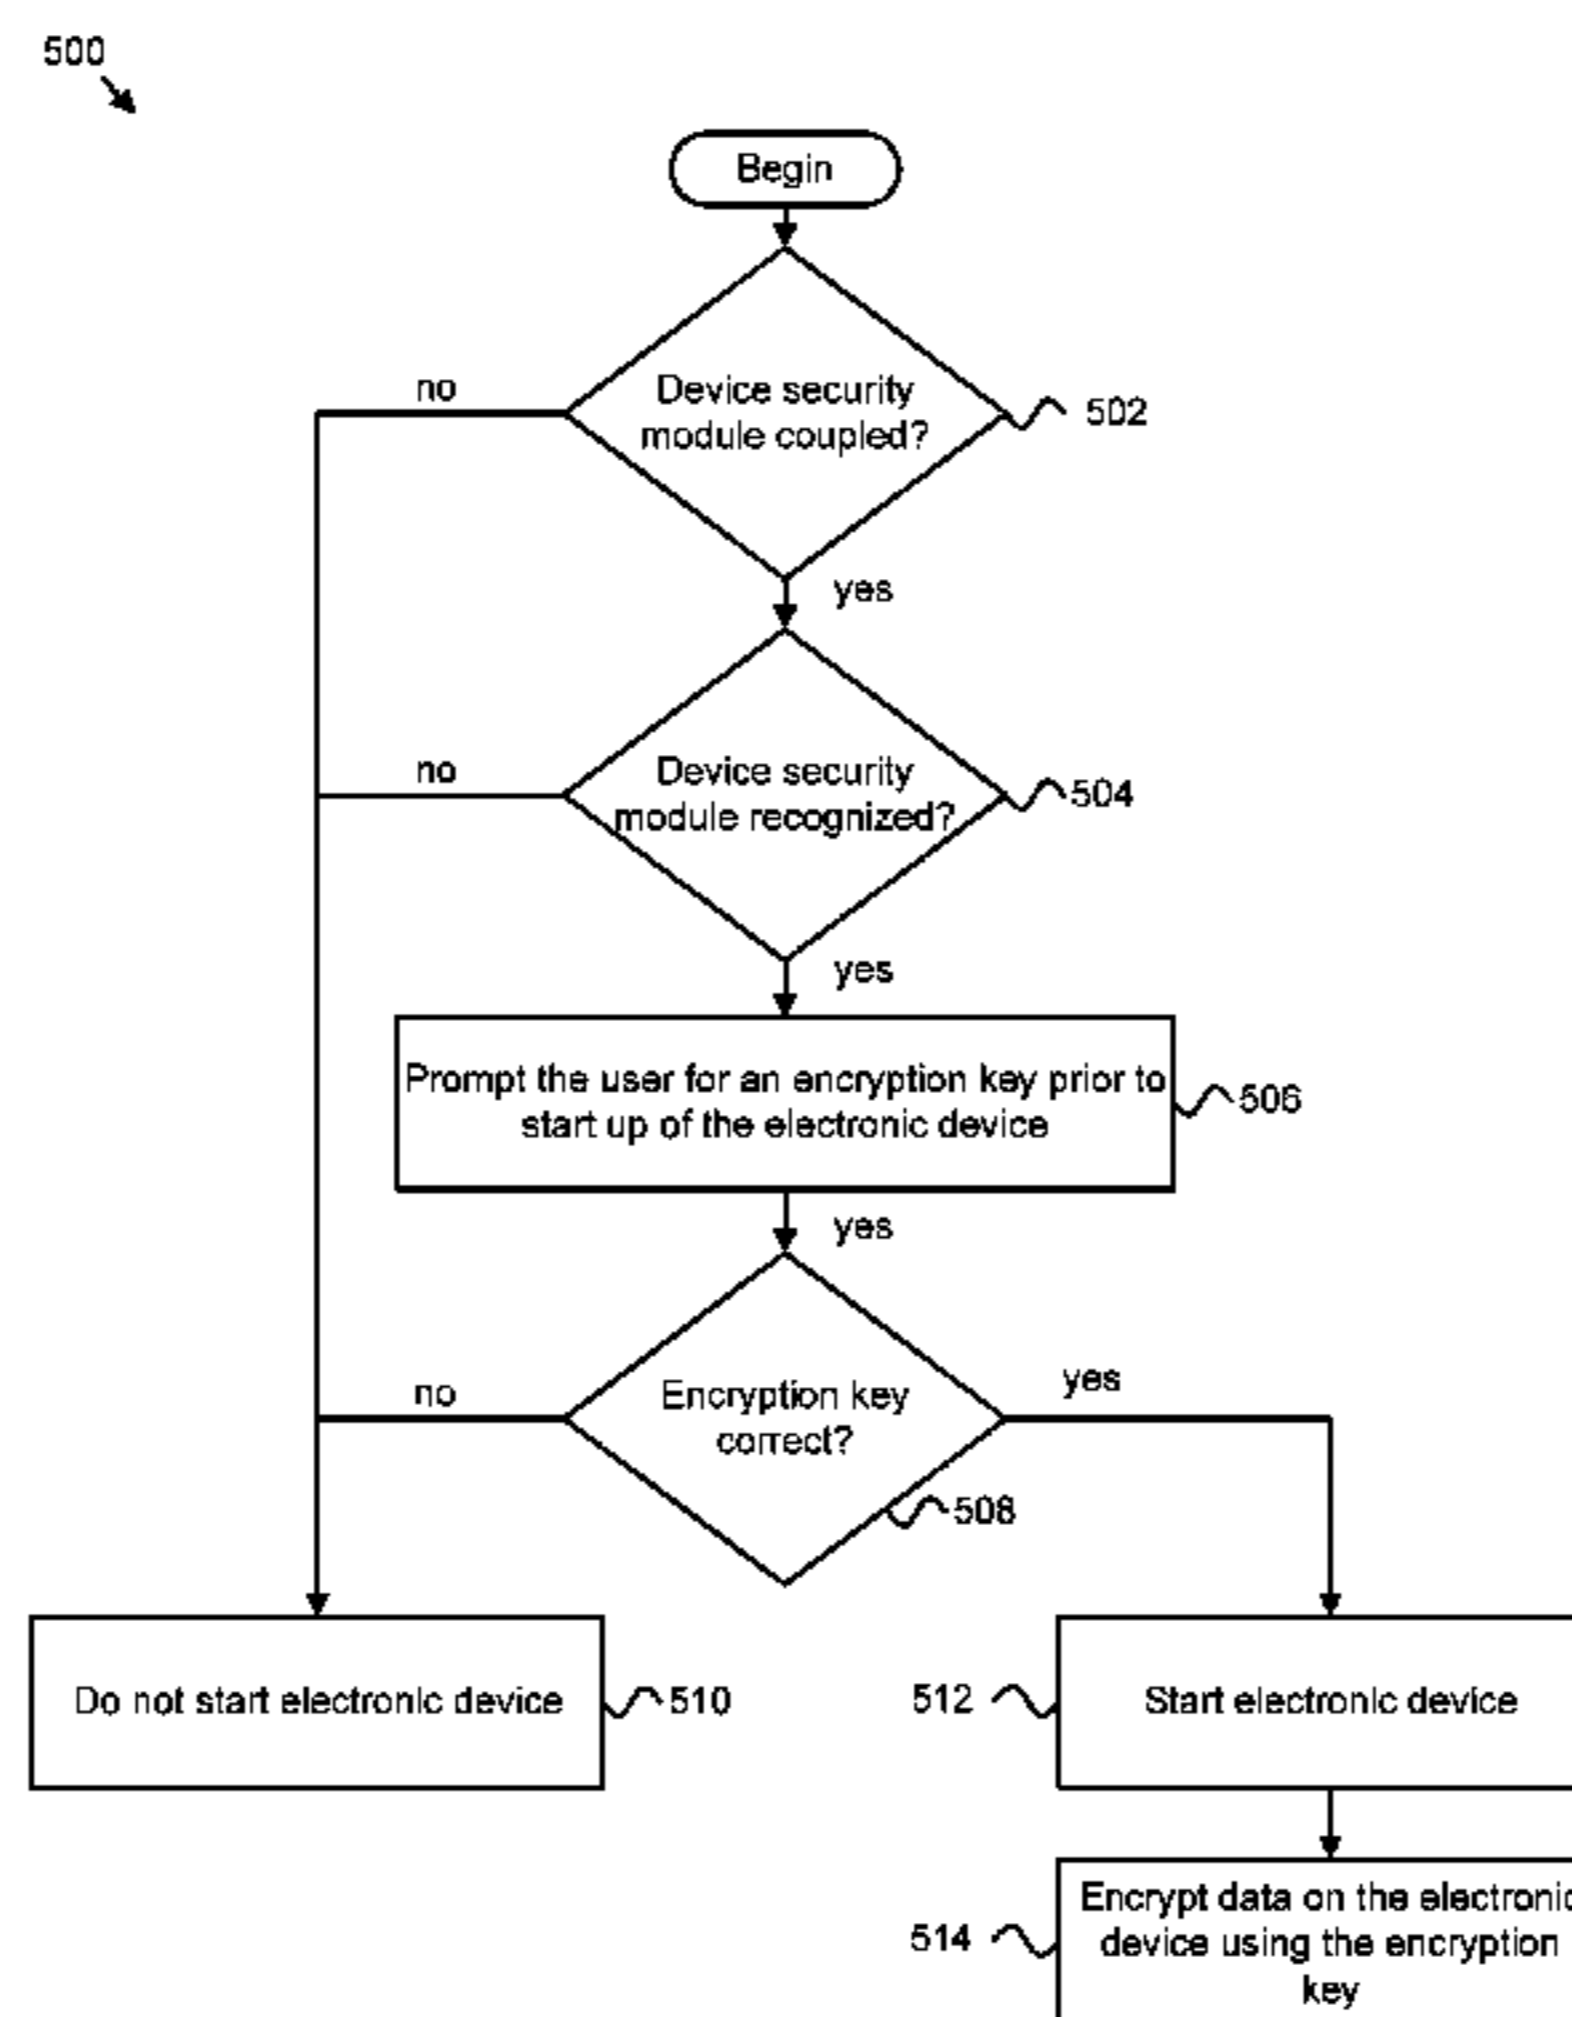 500
Begin
no
Device security
module coupled?
502
yes
no
Device security
module recognized?
504
yes
Prompt the user for an encryption key prior to
start up of the electronic device
506
yes
no
Encryption key
correct?
yes
508
Do not start electronic device
510
512
Start electronic device
Encrypt data on the electronic
device using the encryption
key
514